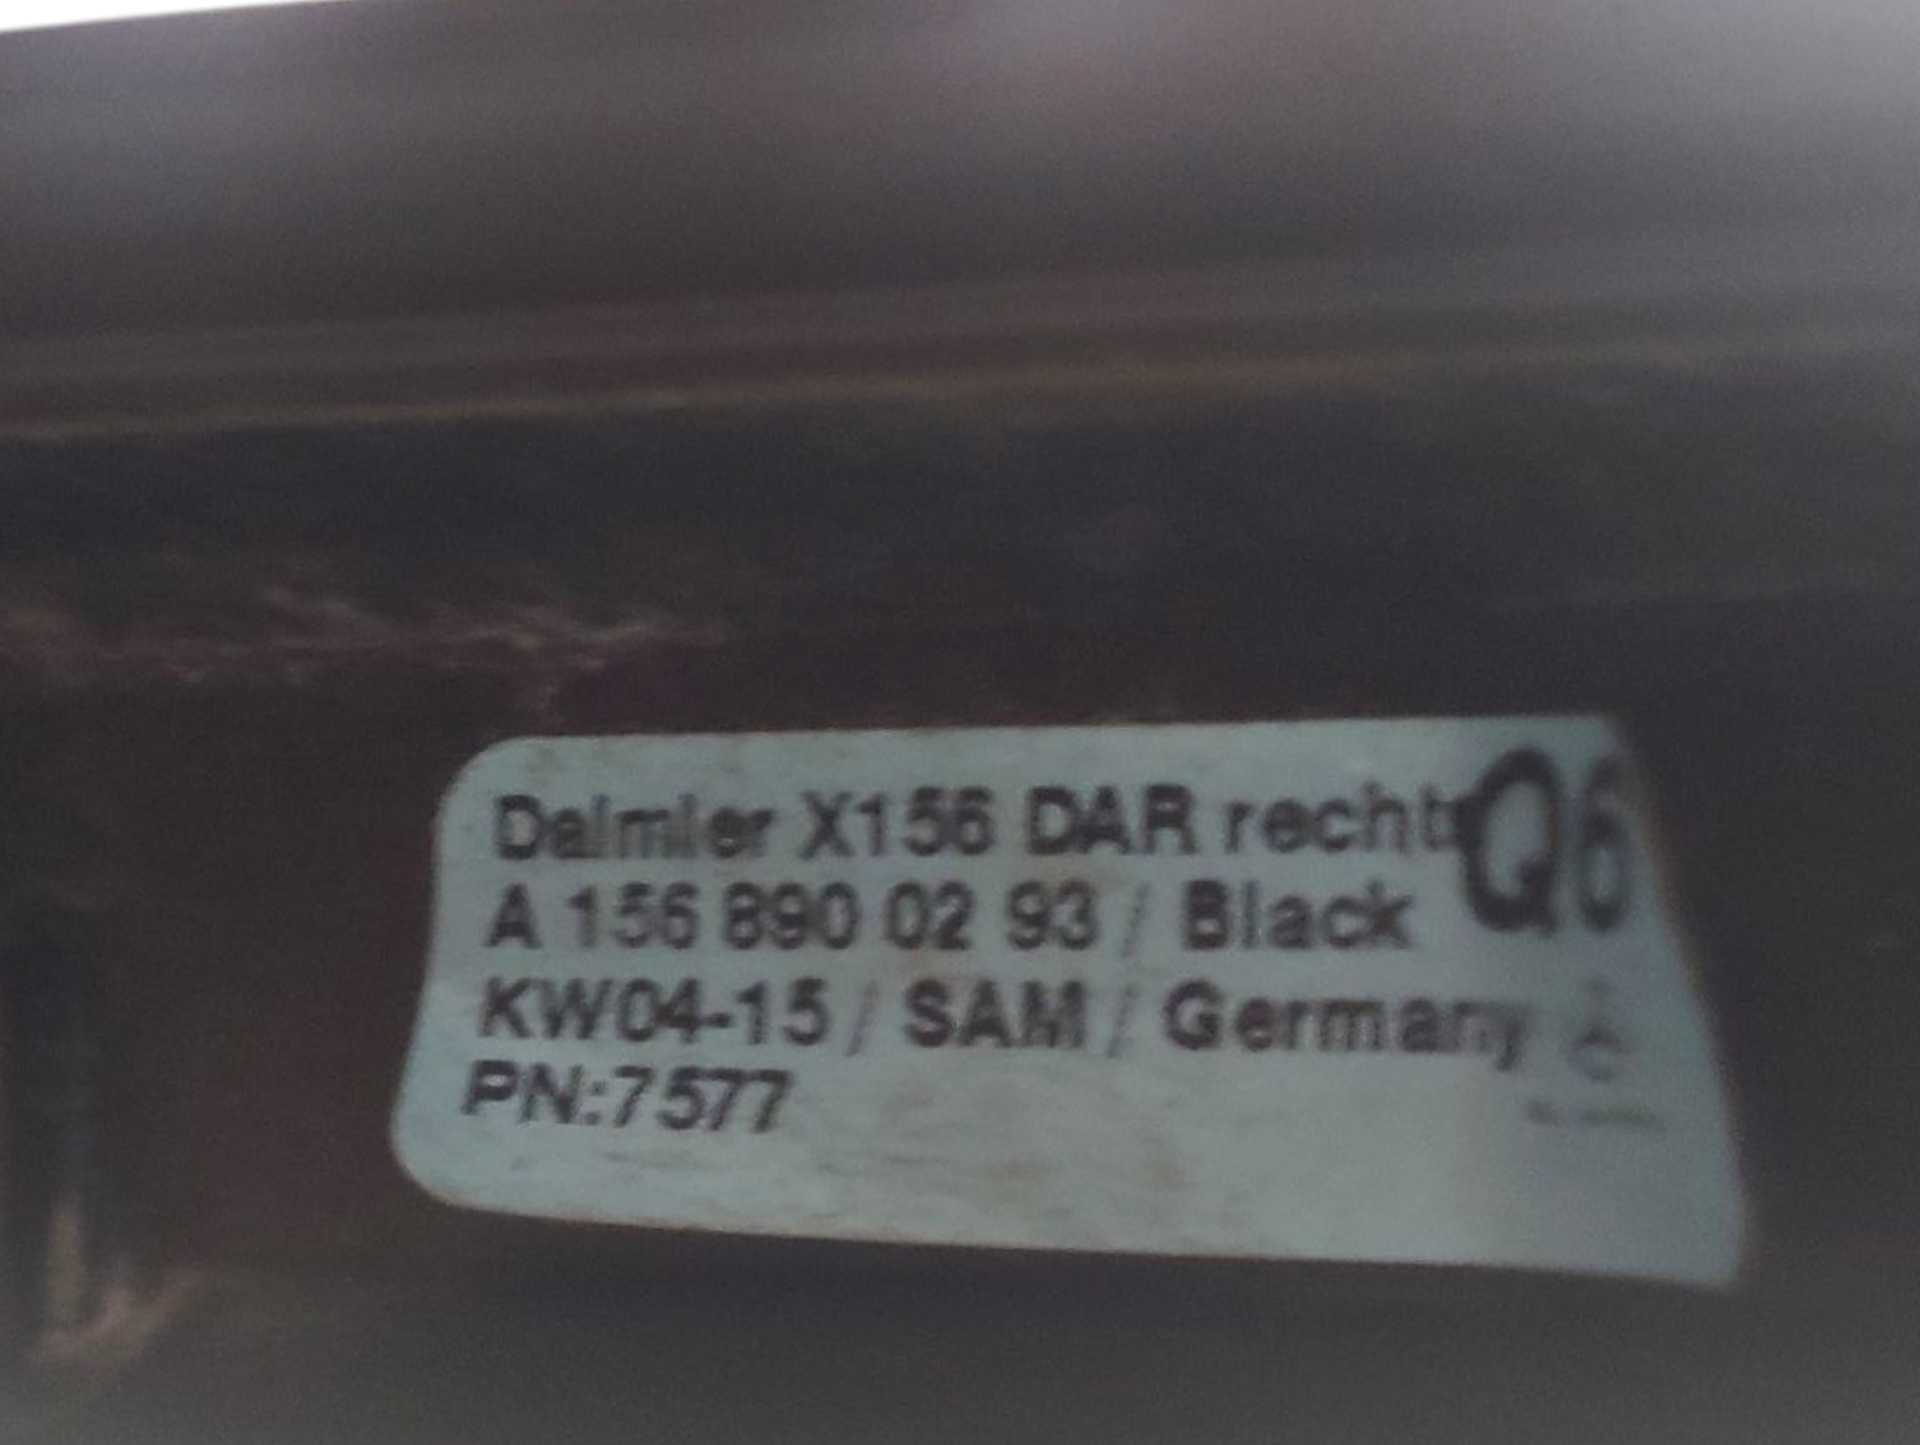 Daimler X156 DAR rechts Q6
A 156 890 02 93 / Black
KW04-15 / SAM / Germany
PN:7577